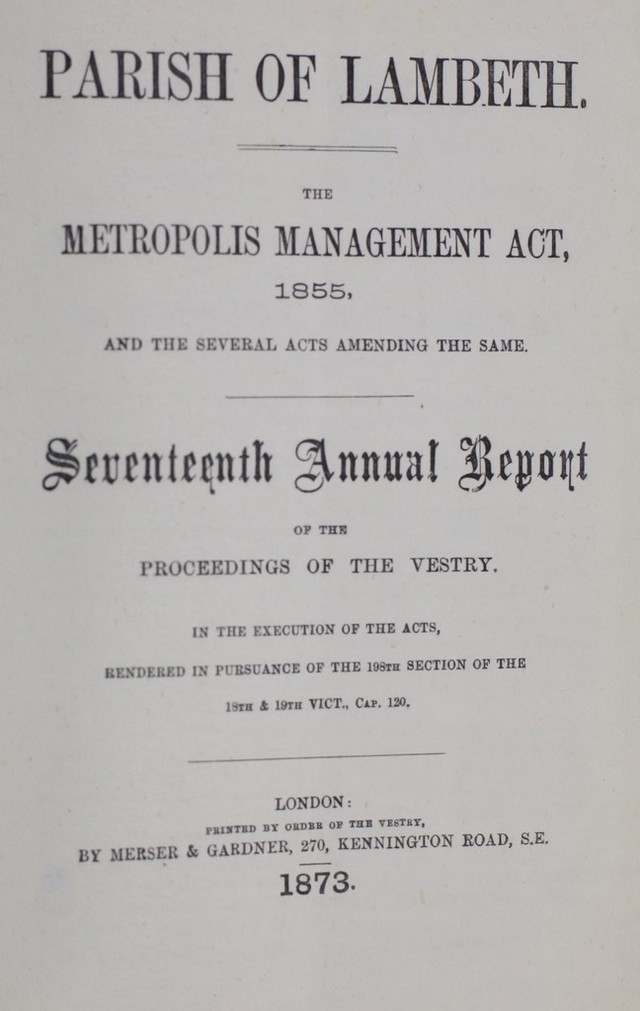 PARISH OF LAMBETH.
THE
METROPOLIS MANAGEMENT ACT,
1855,
AND THE SEVERAL ACTS AMENDING THE SAME.
Seventeenth Annual Report
OF THE
PROCEEDINGS OF THE VESTRY.
IN THE EXECUTION OF THE ACTS,
RENDERED IN PURSUANCE OF THE 198TH SECTION OF THE
18TH & 19TH VICT., CAP. 120.
LONDON:
PRINTED BY ORDER OF THE VESTRY,
BY MERSER & GARDNER, 270, KENNINGTON ROAD, S.E.
1873.